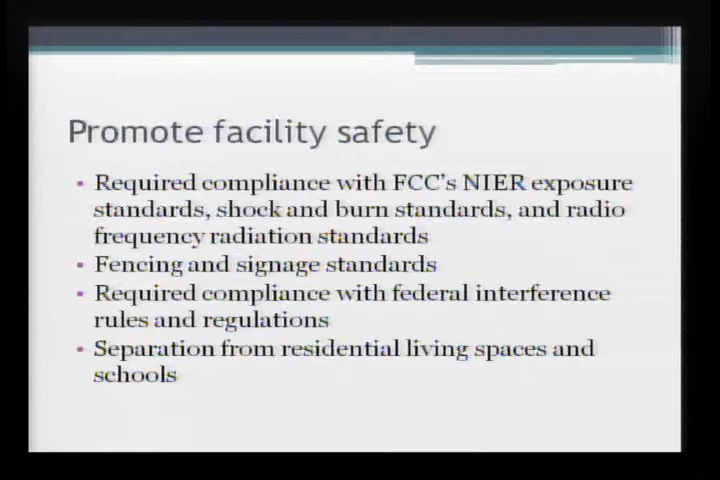 Promote facility safety
• Required compliance with FCC's NIER exposure
standards, shock and burn standards, and radio
frequency radiation standards
• Fencing and signage standards
• Required compliance with federal interference
rules and regulations
• Separation from residential living spaces and
schools